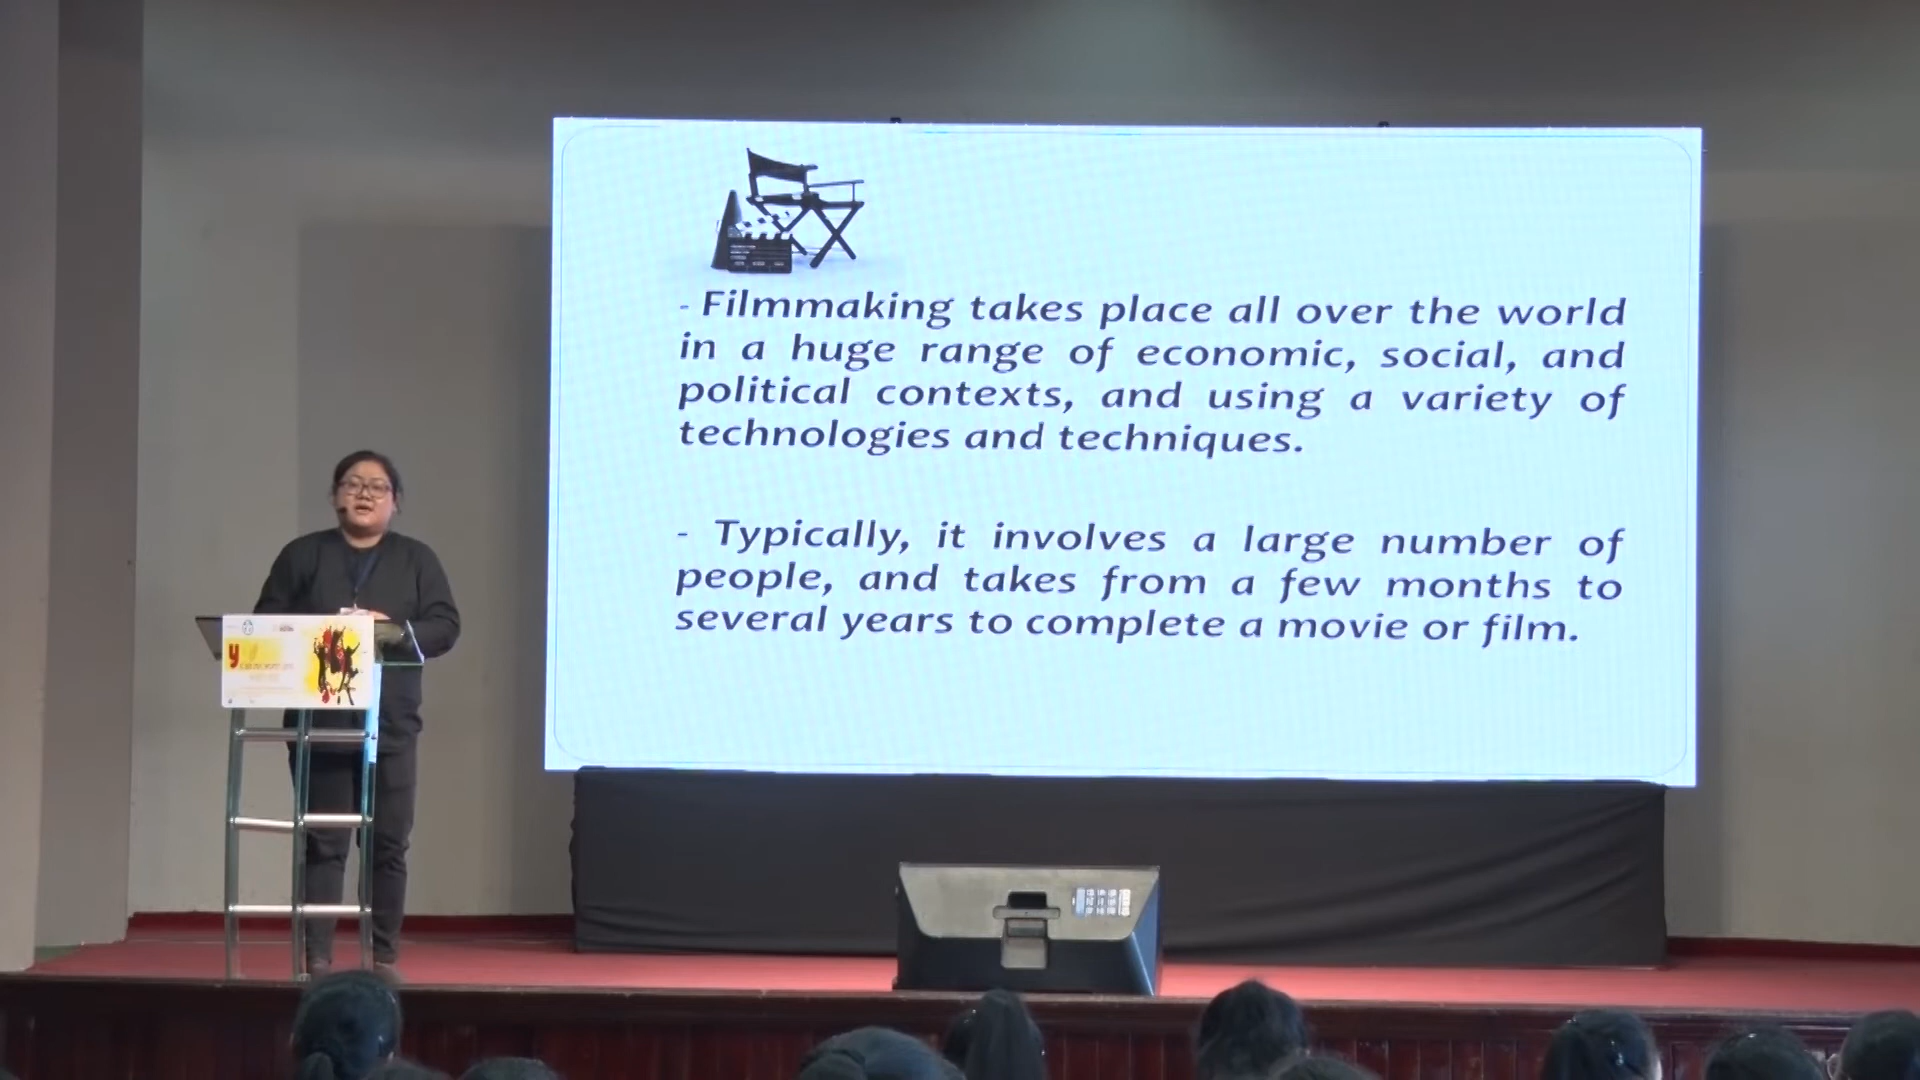 - Filmmaking takes place all over the world
in a huge range of economic, social, and
political contexts, and using a variety of
technologies and techniques.
- Typically, it involves a large number of
people, and takes from a few months to
several years to complete a movie or film.
y